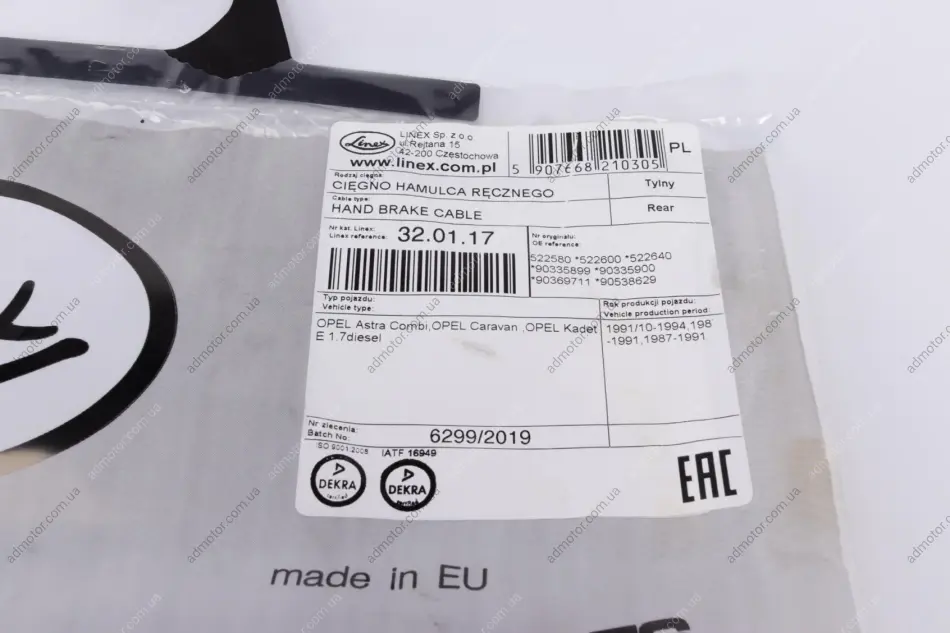 Linex
LINEX Sp. z o.o
ul.Rejtana 15
42-200 Częstochowa
www.linex.com.pl
5 907668 210305
PL
Rodzaj cięgna:
CIĘGNO HAMULCA RĘCZNEGO
Tylny
Cable type:
HAND BRAKE CABLE
Rear
Nr kat. Linex:
Linex reference:
32.01.17
Nr oryginału:
OE reference:
522580 *522600 *522640
*90335899 *90335900
*90369711 *90538629
Typ pojazdu:
Vehicle type:
Rok produkcji pojazdu:
Vehicle production period:
OPEL Astra Combi,OPEL Caravan ,OPEL Kadet
E 1.7diesel
1991/10-1994,198
-1991,1987-1991
Nr zlecenia:
Batch No:
6299/2019
ISO 9001:2008
IATF 16949
DEKRA
DEKRA
EAC
made in EU
admotor.com.ua